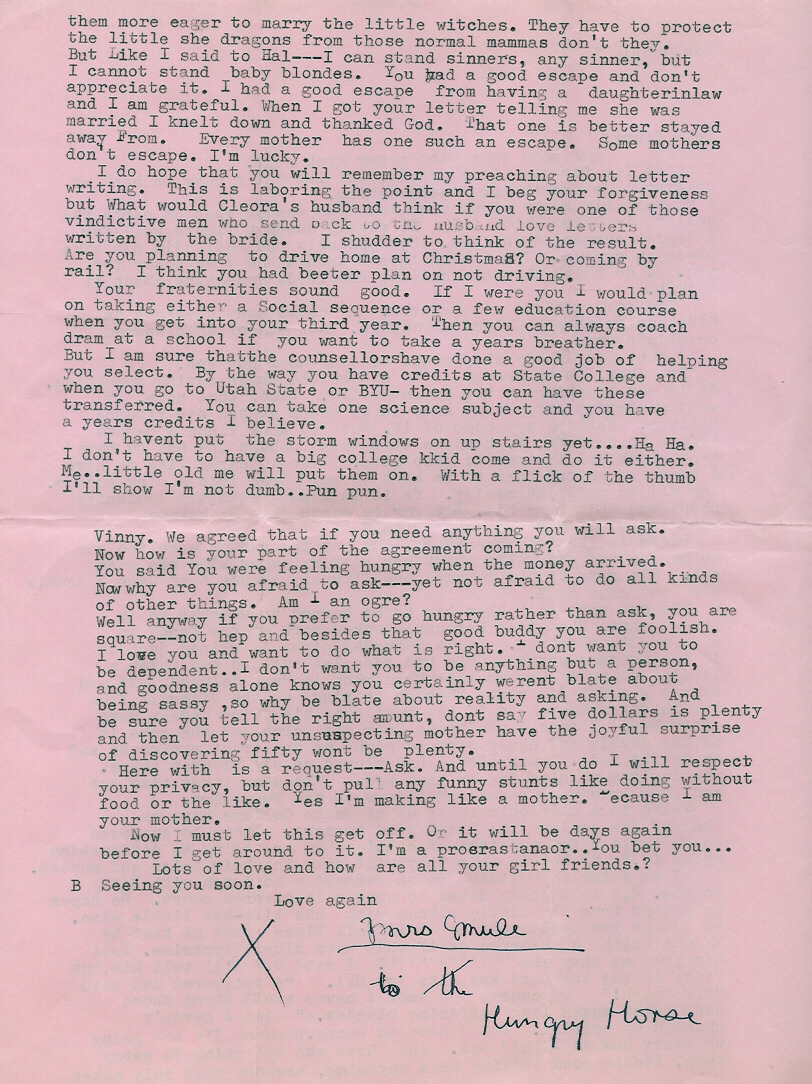 them more eager to marry the little witches. They have to protect
the little she dragons from those normal mammas don't they.
But Like I said to Hal---I can stand sinners, any sinner, but
I cannot stand baby blondes. You had a good escape and don't
appreciate it. I had a good escape from having a daughterinlaw
and I am grateful. When I got your letter telling me she was
married I knelt down and thanked God. That one is better stayed
away From. Every mother has one such an escape. Some mothers
don't escape. I'm lucky.
I do hope that you will remember my preaching about letter
writing. This is laboring the point and I beg your forgiveness
but What would Cleora's husband think if you were one of those
vindictive men who send back to the husband love letters
written by the bride. I shudder to think of the result.
Are you planning to drive home at Christmas? Or coming by
rail? I think you had beeter plan on not driving.
Your fraternities sound good. If I were you I would plan
on taking either a Social sequence or a few education course
when you get into your third year. Then you can always coach
dram at a school if you want to take a years breather.
But I am sure thatthe counsellorshave done a good job of helping
you select. By the way you have credits at State College and
when you go to Utah State or BYU- then you can have these
transferred. You can take one science subject and you have
a years credits I believe.
I havent put the storm windows on up stairs yet....Ha Ha.
I don't have to have a big college kkid come and do it either.
Me..little old me will put them on. With a flick of the thumb
I'll show I'm not dumb..Pun pun.
Vinny. We agreed that if you need anything you will ask.
Now how is your part of the agreement coming?
You said You were feeling hungry when the money arrived.
Now why are you afraid to ask---yet not afraid to do all kinds
of other things. Am I an ogre?
Well anyway if you prefer to go hungry rather than ask, you are
square--not hep and besides that good buddy you are foolish.
I love you and want to do what is right. I dont want you to
be dependent..I don't want you to be anything but a person,
and goodness alone knows you certainly werent blate about
being sassy ,so why be blate about reality and asking. And
be sure you tell the right amount, dont say five dollars is plenty
and then let your unsuspecting mother have the joyful surprise
of discovering fifty wont be plenty.
Here with is a request---Ask. And until you do I will respect
your privacy, but don't pull any funny stunts like doing without
food or the like. Yes I'm making like a mother. Because I am
your mother.
Now I must let this get off. Or it will be days again
before I get around to it. I'm a procrastanaor..You bet you...
Lots of love and how are all your girl friends.?
B Seeing you soon.
Love again
X Mrs Mule
to the
Hungry Horse